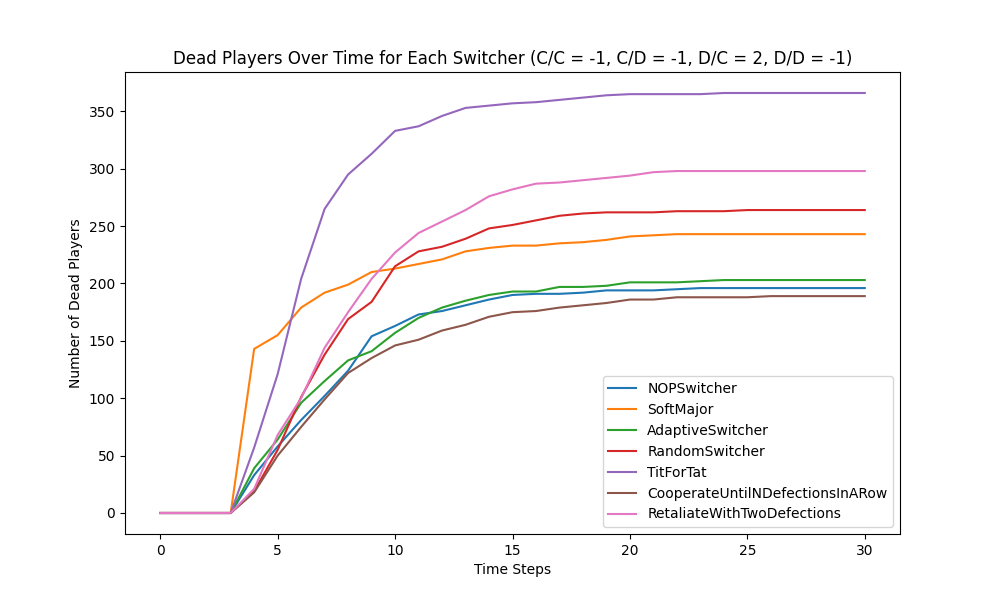 Dead Players Over Time for Each Switcher (C/C = -1, C/D = -1, D/C = 2, D/D = -1)
Number of Dead Players
350
300
250
200
150
100
50
0
0 5 10 15 20 25 30
Time Steps
NOPSwitcher
SoftMajor
AdaptiveSwitcher
RandomSwitcher
TitForTat
CooperateUntilNDefectionsInARow
RetaliateWithTwoDefections